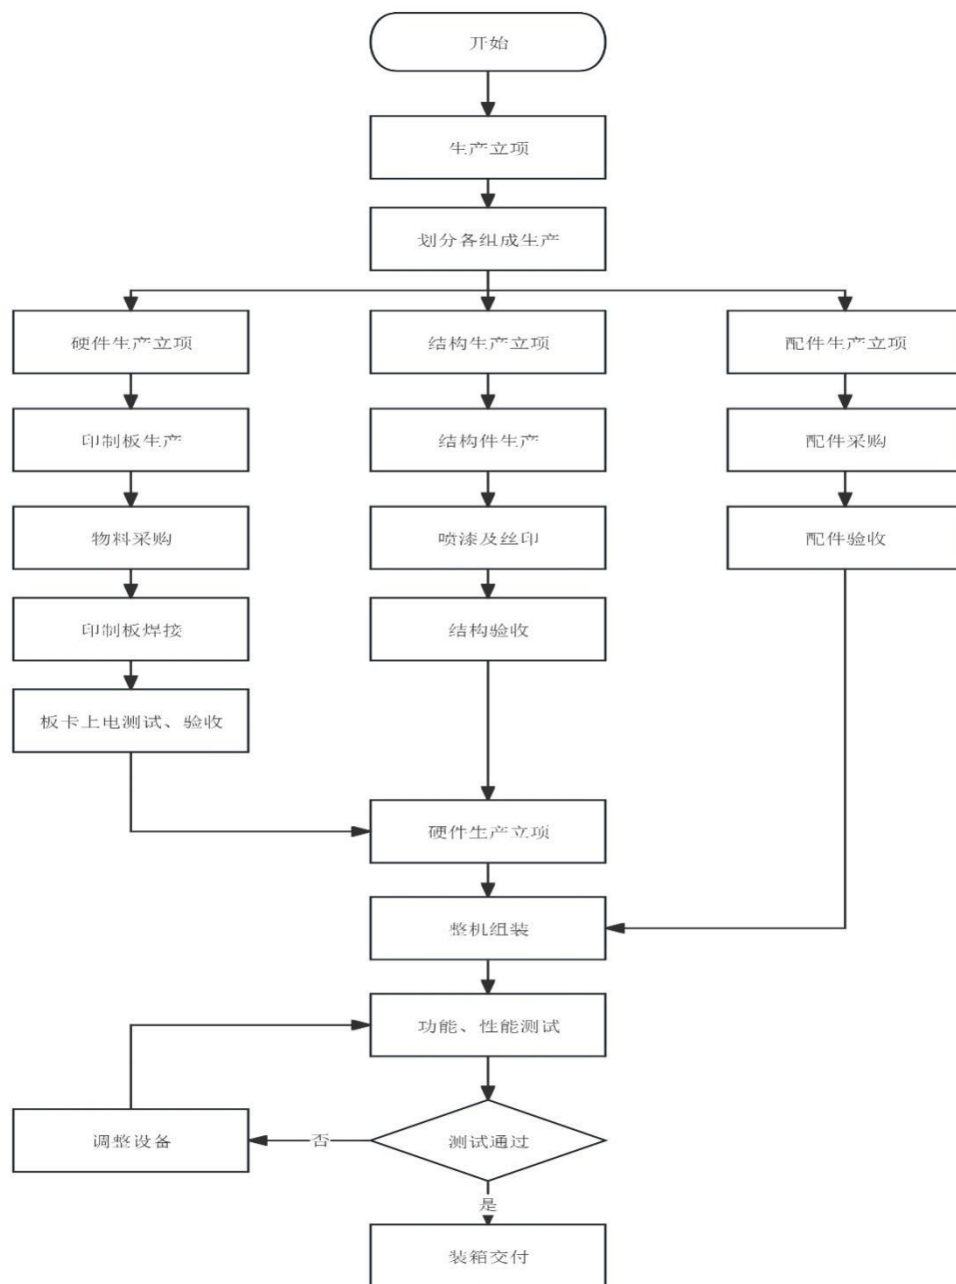 开始
生产立项
划分各组成生产
硬件生产立项
结构生产立项
配件生产立项
印制板生产
结构件生产
配件采购
物料采购
喷漆及丝印
配件验收
印制板焊接
结构验收
板卡上电测试、验收
硬件生产立项
整机组装
功能、性能测试
调整设备
否
测试通过
是
装箱交付